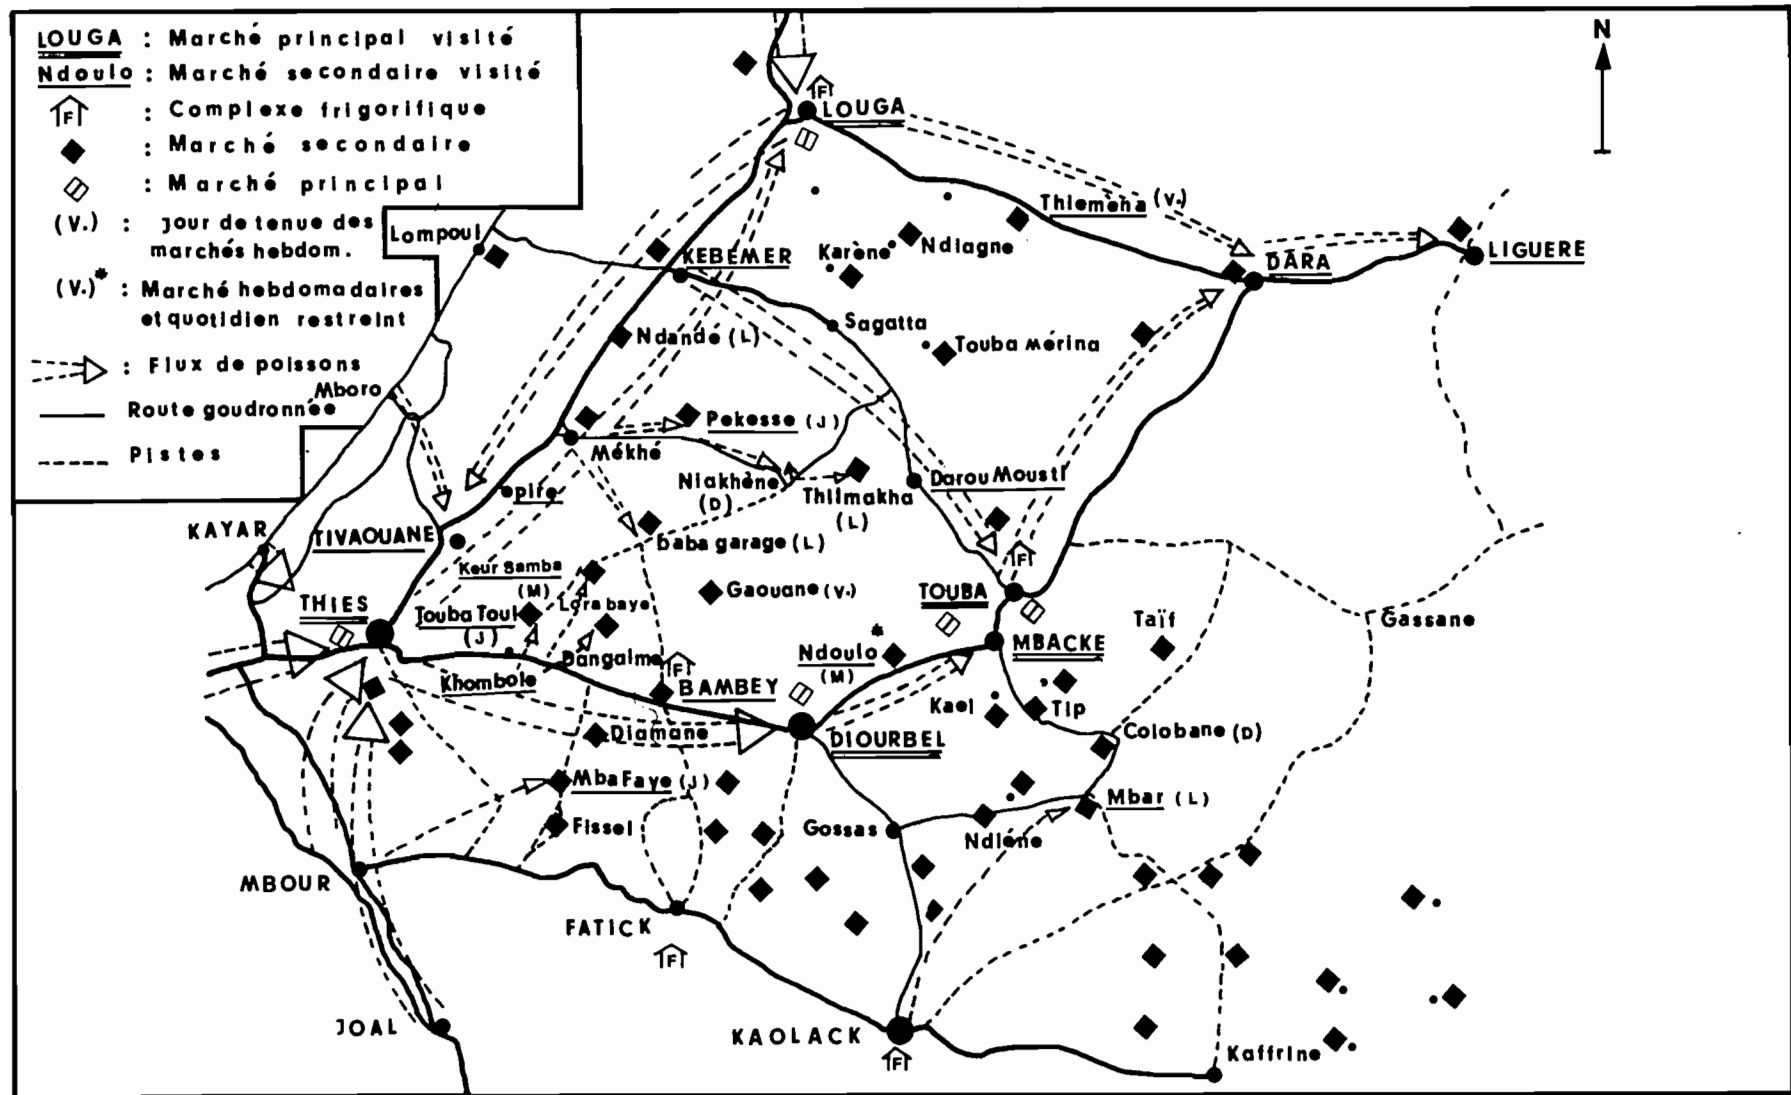 LOUGA : Marché principal visité
Ndoulo : Marché secondaire visité
F : Complexe frigorifique
: Marché secondaire
: Marché principal
(V.) : Jour de tenue des
marchés hebdom.
(V.)* : Marché hebdomadaires
et quotidien restreint
: Flux de poissons
Route goudronnée
Pistes
N
F
LOUGA
Thiemeha (V.)
Lompoul
KEBEMER
Karène
Ndiagne
DARA
LIGUERE
Ndandé (L)
Sagatta
Touba mérina
Mboro
Pekesse (J)
Mékhé
Niakhène
(D)
Thilmakha
(L)
Darou Mousti
pire
KAYAR
TIVAOUANE
baba garage (L)
F
Keur Samba
(M)
Gaouane (V.)
TOUBA
THIES
Touba Toul
(J)
Lora baye
Taïf
Gassane
*
Ndoulo
(M)
MBACKE
Dangalma
F
Khombole
BAMBEY
Kael
Tip
Diamane
DIOURBEL
Colobane (D)
Mba Faye (J)
Mbar (L)
Fissel
Gossas
Ndiéne
MBOUR
FATICK
F
JOAL
KAOLACK
F
Kaffrine